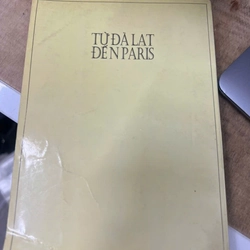 TỪ ĐÀ LẠT
ĐẾN PARIS